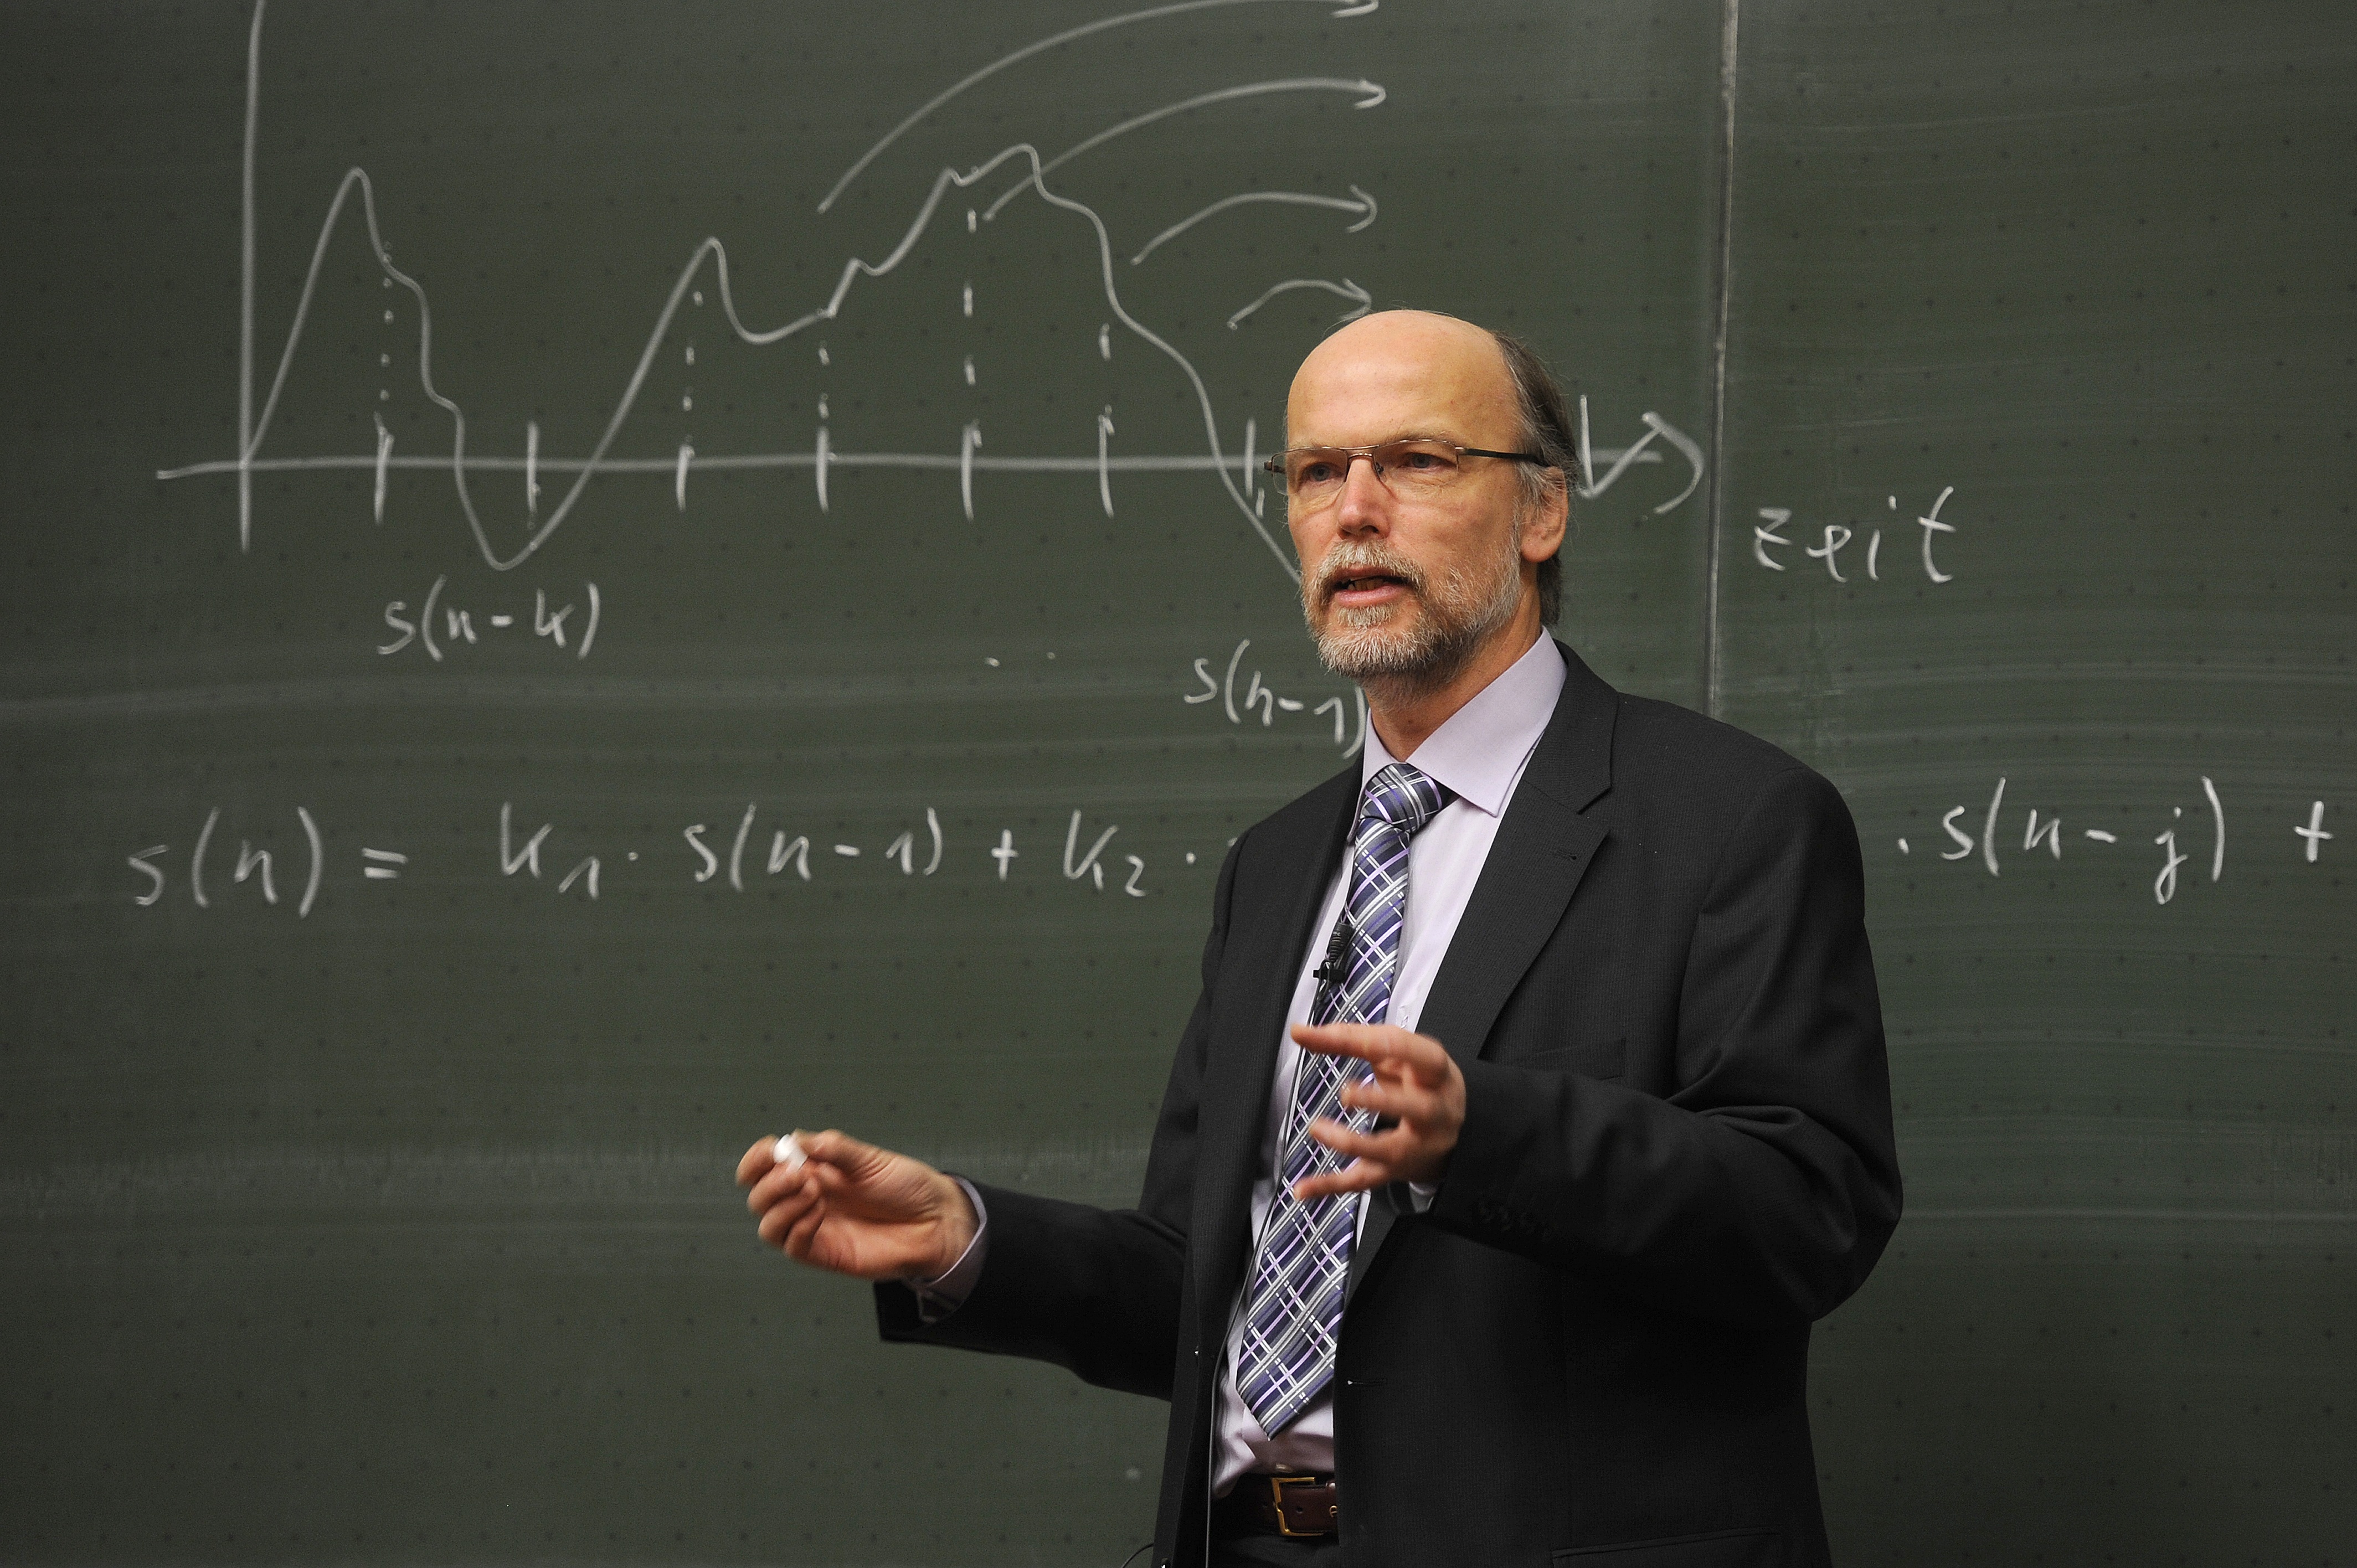 Zeit
s(n-k)
s(n-1)
s(n) = k₁· s(n-1) + k₂ · · s(n-j) +